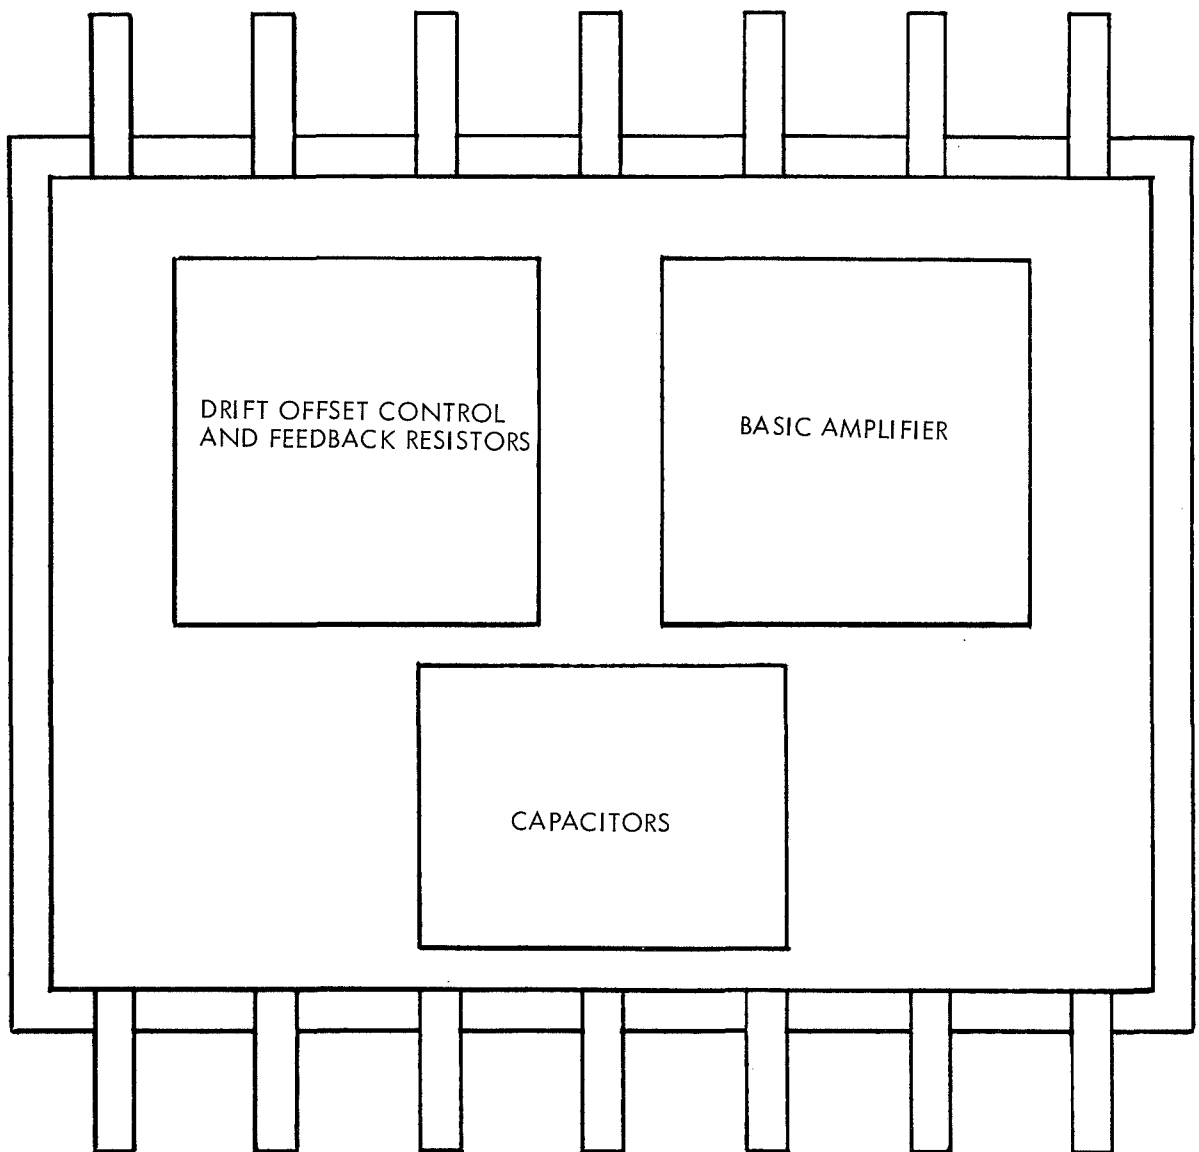 DRIFT OFFSET CONTROL
AND FEEDBACK RESISTORS
BASIC AMPLIFIER
CAPACITORS